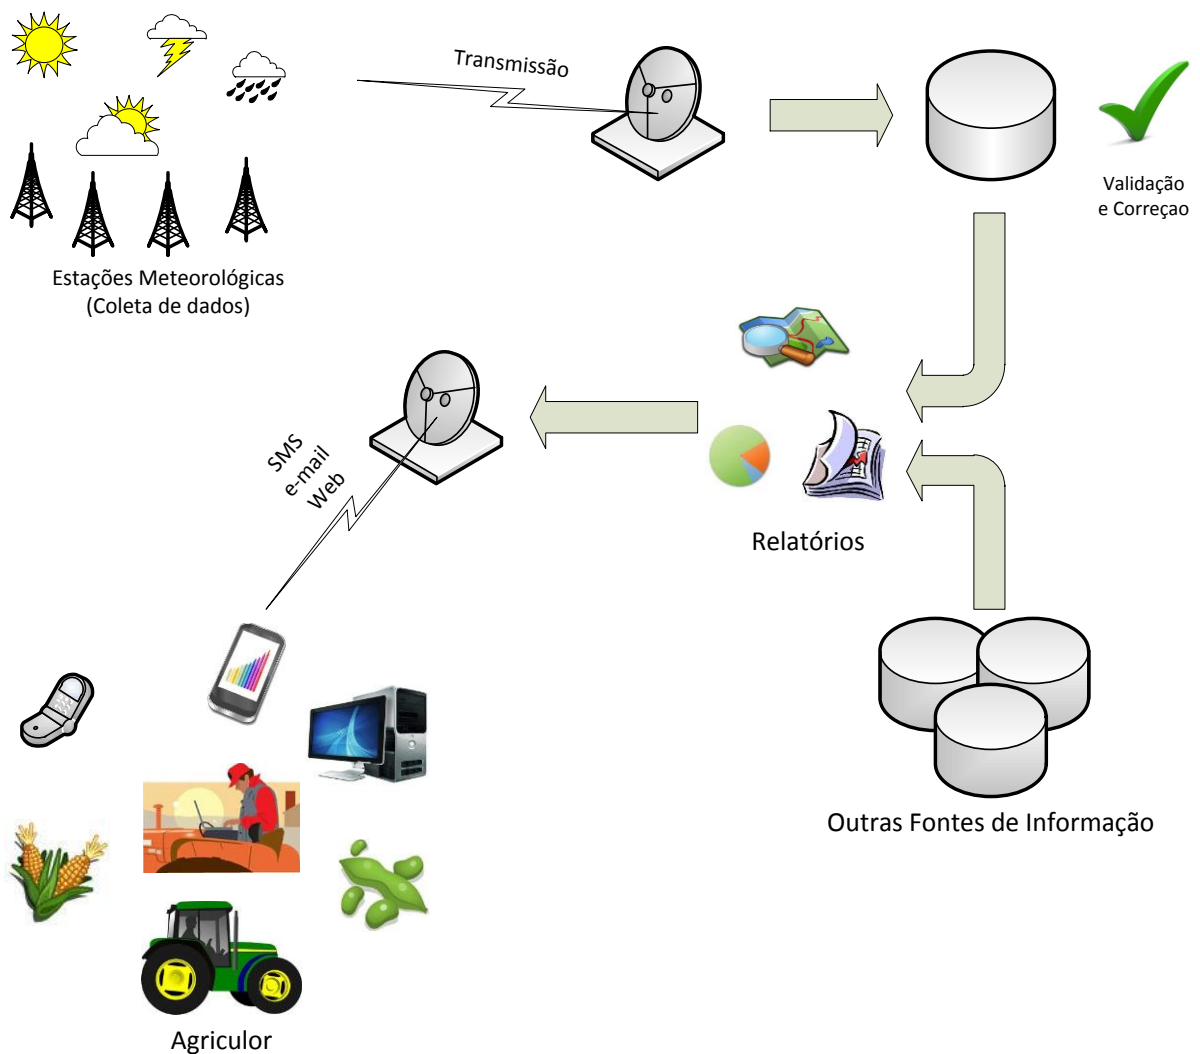 Transmissão
Validação
e Correçao
Estações Meteorológicas
(Coleta de dados)
SMS
e-mail
Web
Relatórios
Outras Fontes de Informação
Agriculor